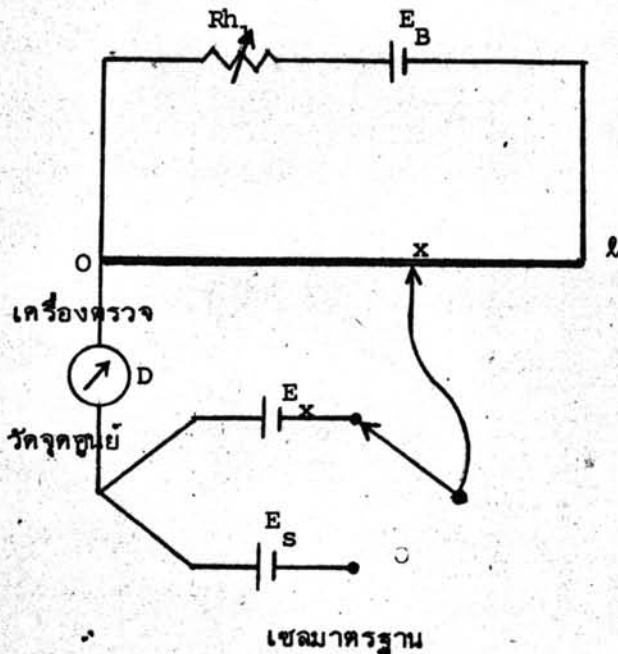 Rh
E_B
O x ℓ
เครื่องตรวจ
D
E_x
วัดจุดศูนย์
E_s
เซลมาตรฐาน